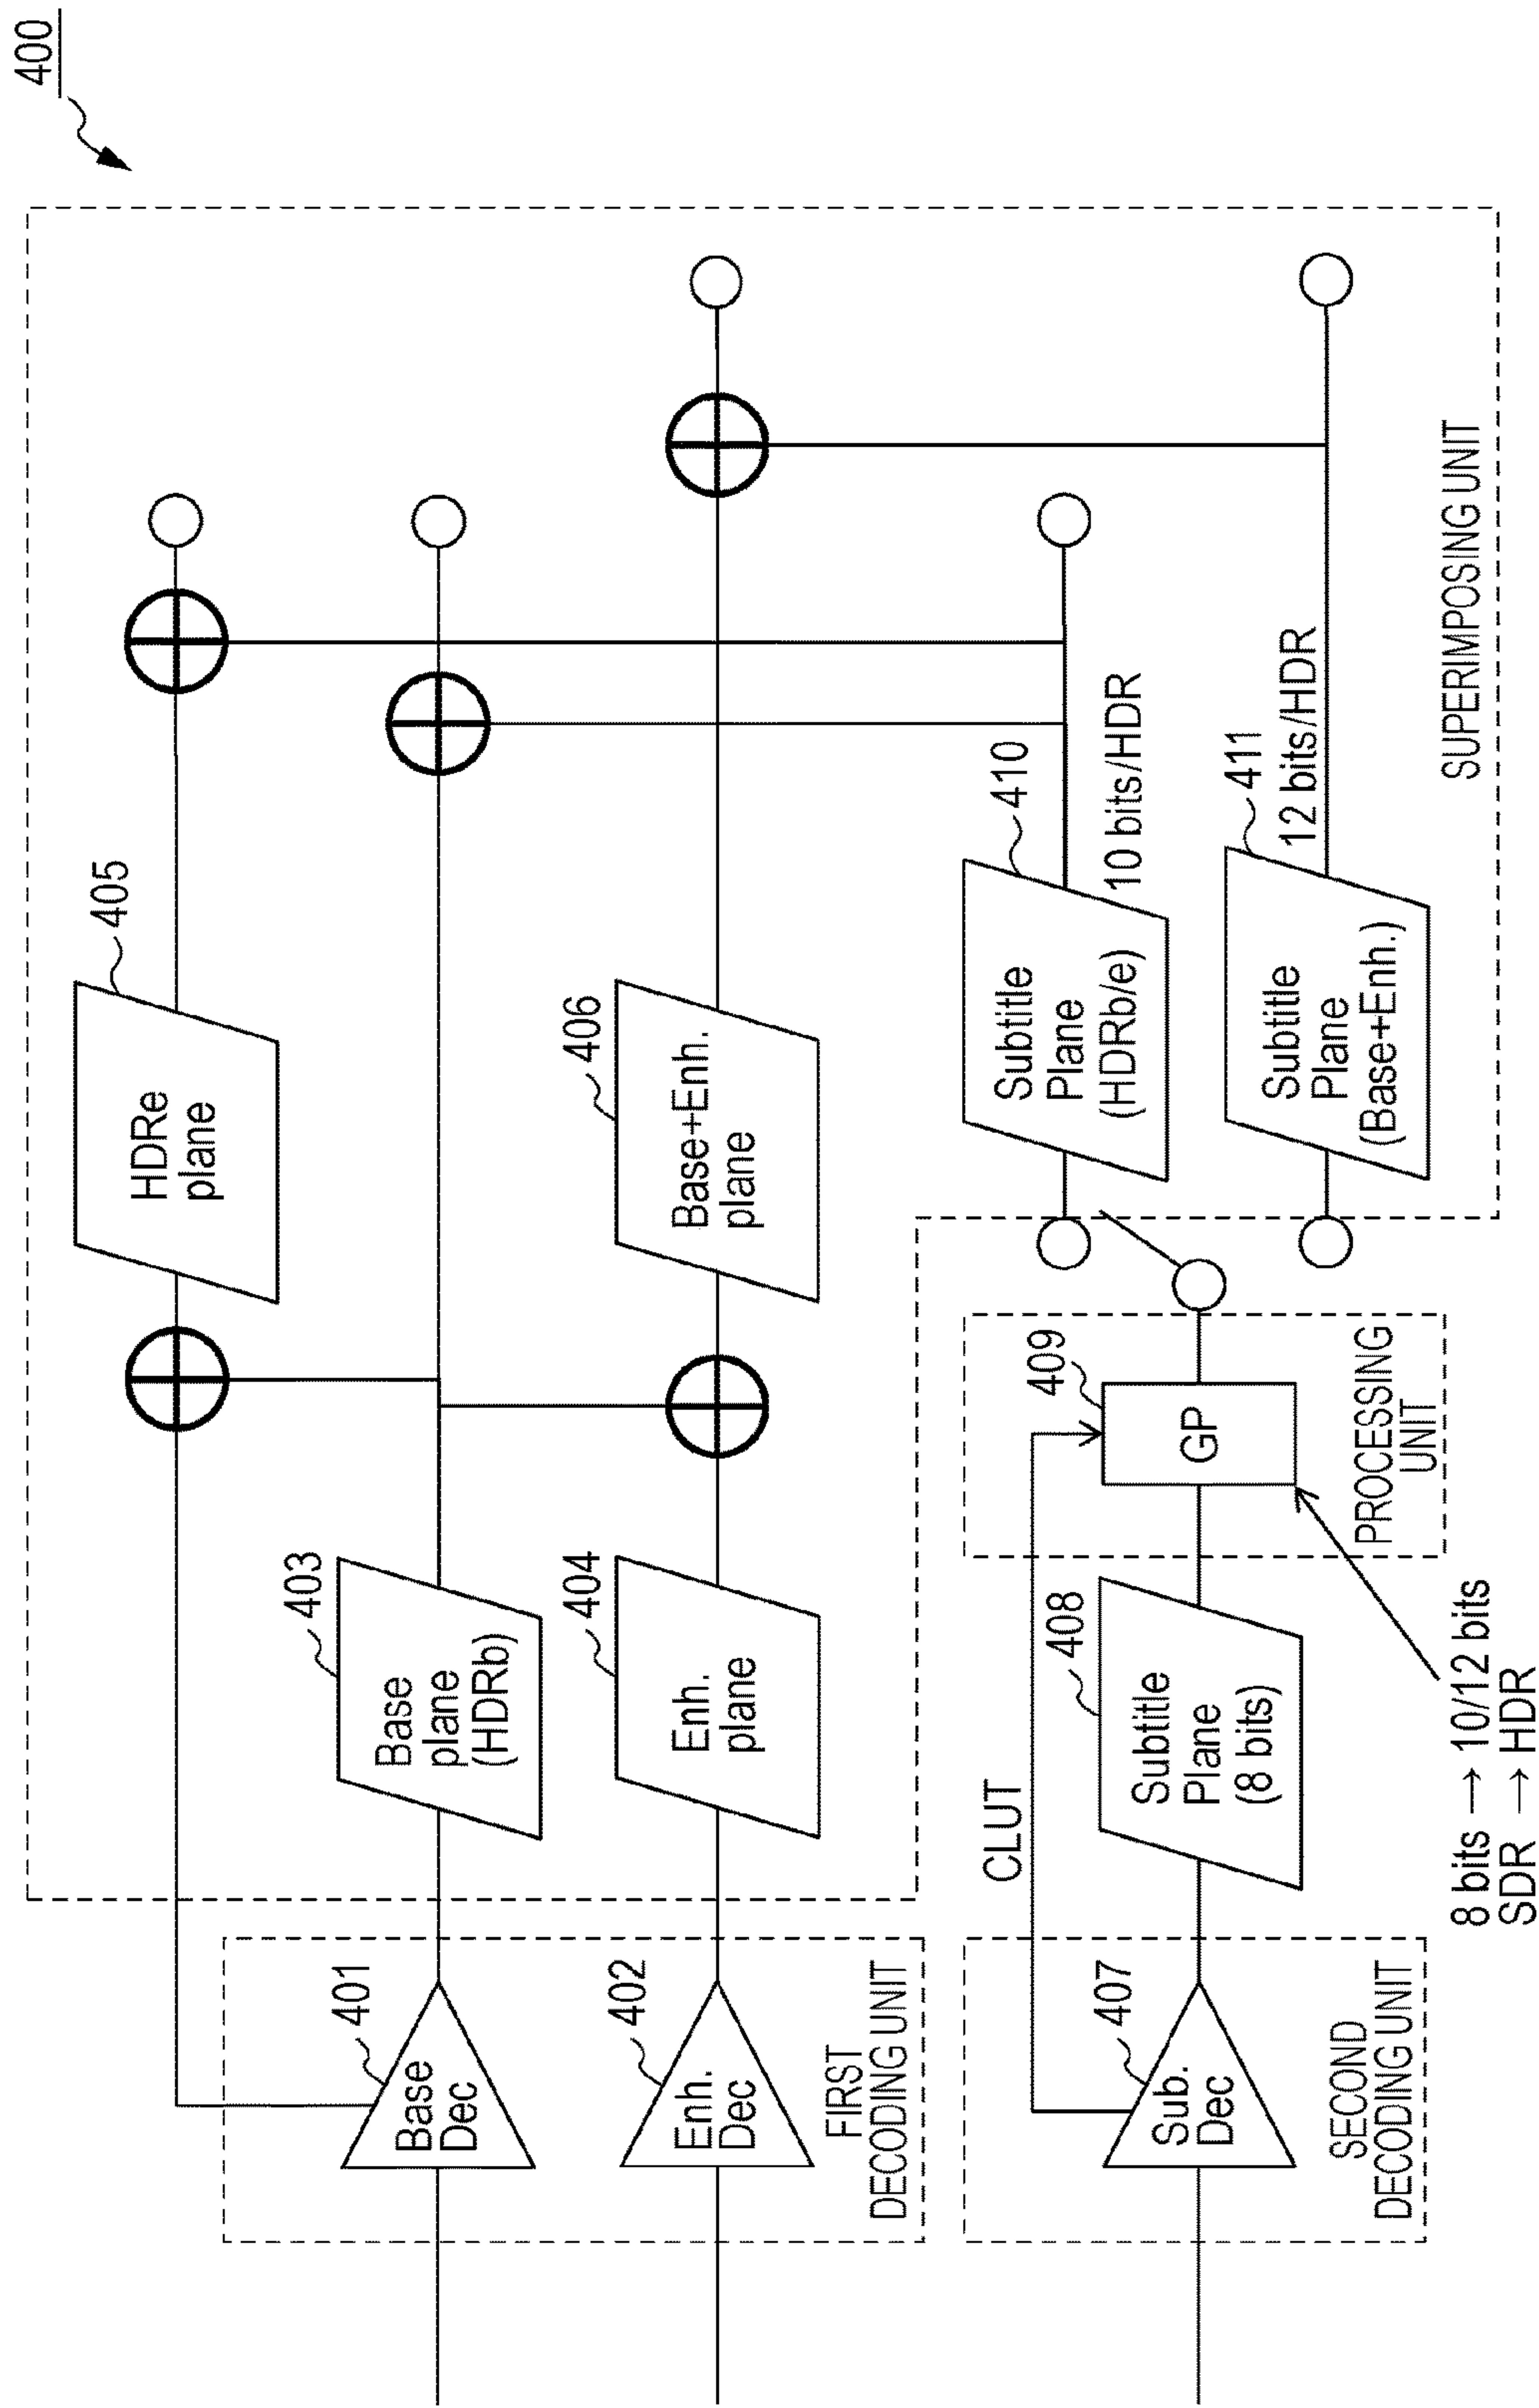 400
405
HDRe
plane
403
Base
plane
(HDRb)
401
Base
Dec
406
Base+Enh.
plane
404
Enh.
plane
402
Enh.
Dec
FIRST
DECODING UNIT
410
Subtitle
Plane
(HDRb/e)
10 bits/HDR
411
Subtitle
Plane
(Base+Enh.)
12 bits/HDR
SUPERIMPOSING UNIT
CLUT
409
GP
PROCESSING
UNIT
408
Subtitle
Plane
(8 bits)
407
Sub.
Dec
SECOND
DECODING UNIT
8 bits → 10/12 bits
SDR → HDR